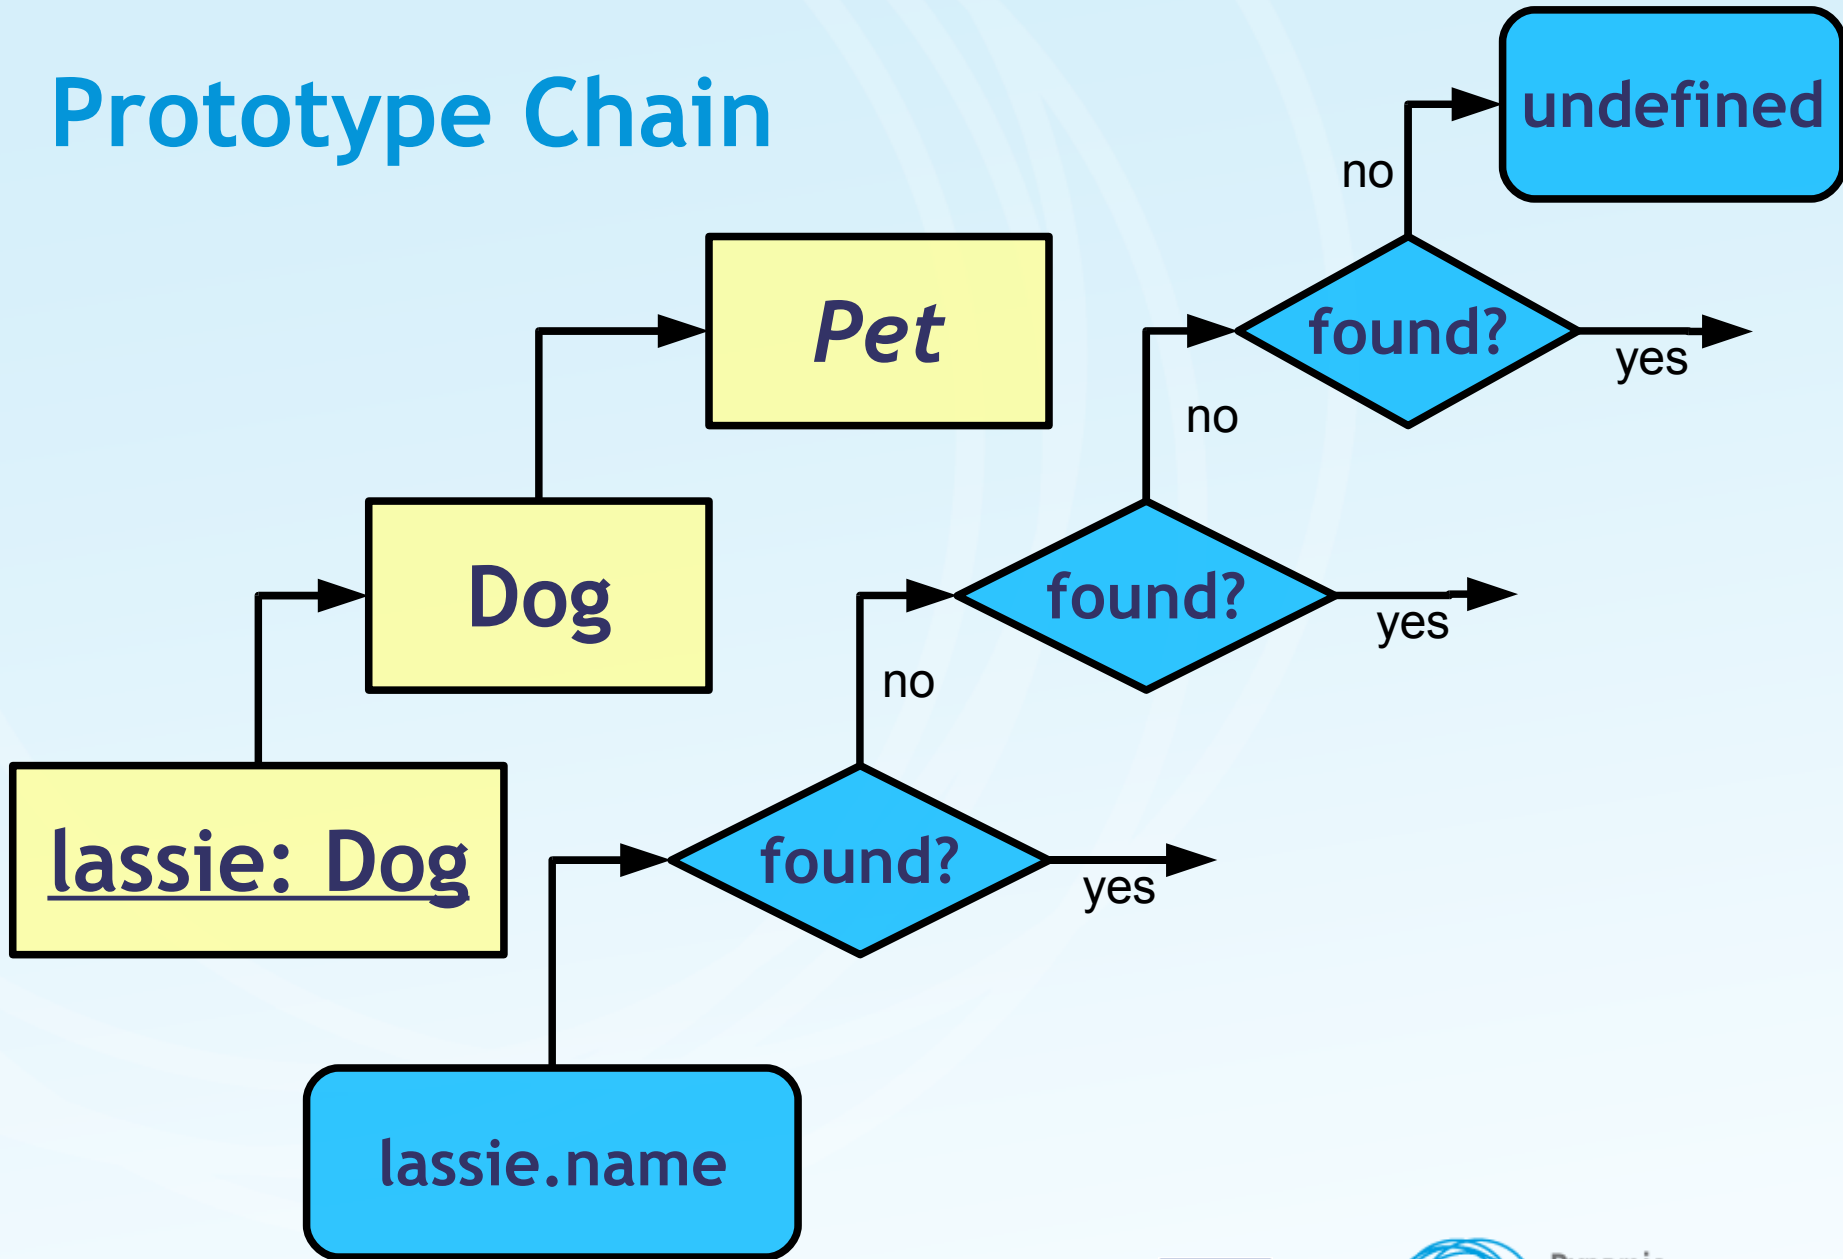 Prototype Chain
undefined
no
Pet
found?
yes
no
Dog
found?
yes
no
lassie: Dog
found?
yes
lassie.name